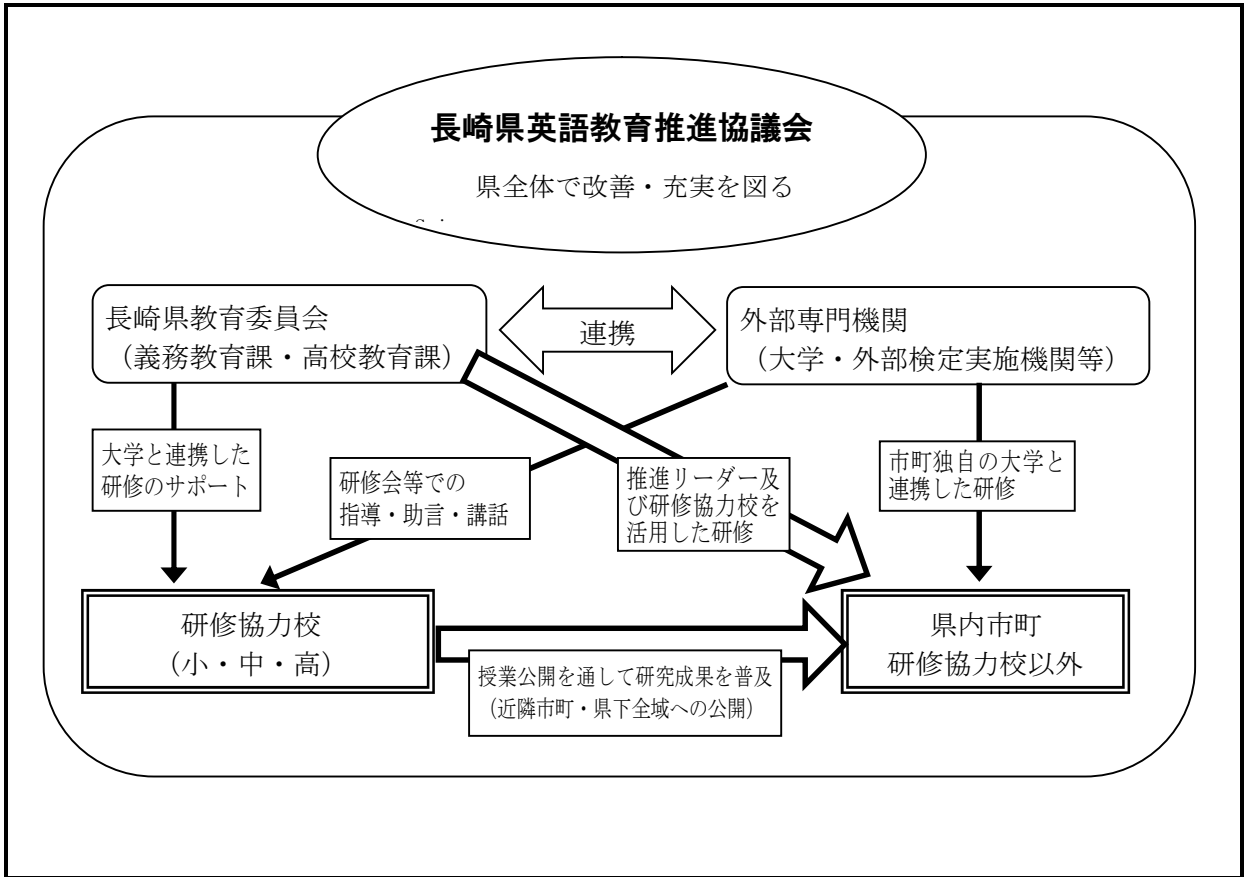 長崎県英語教育推進協議会
県全体で改善・充実を図る
長崎県教育委員会
（義務教育課・高校教育課）
連携
外部専門機関
（大学・外部検定実施機関等）
大学と連携した
研修のサポート
研修会等での
指導・助言・講話
推進リーダー及
び研修協力校を
活用した研修
市町独自の大学と
連携した研修
研修協力校
（小・中・高）
授業公開を通して研究成果を普及
（近隣市町・県下全域への公開）
県内市町
研修協力校以外